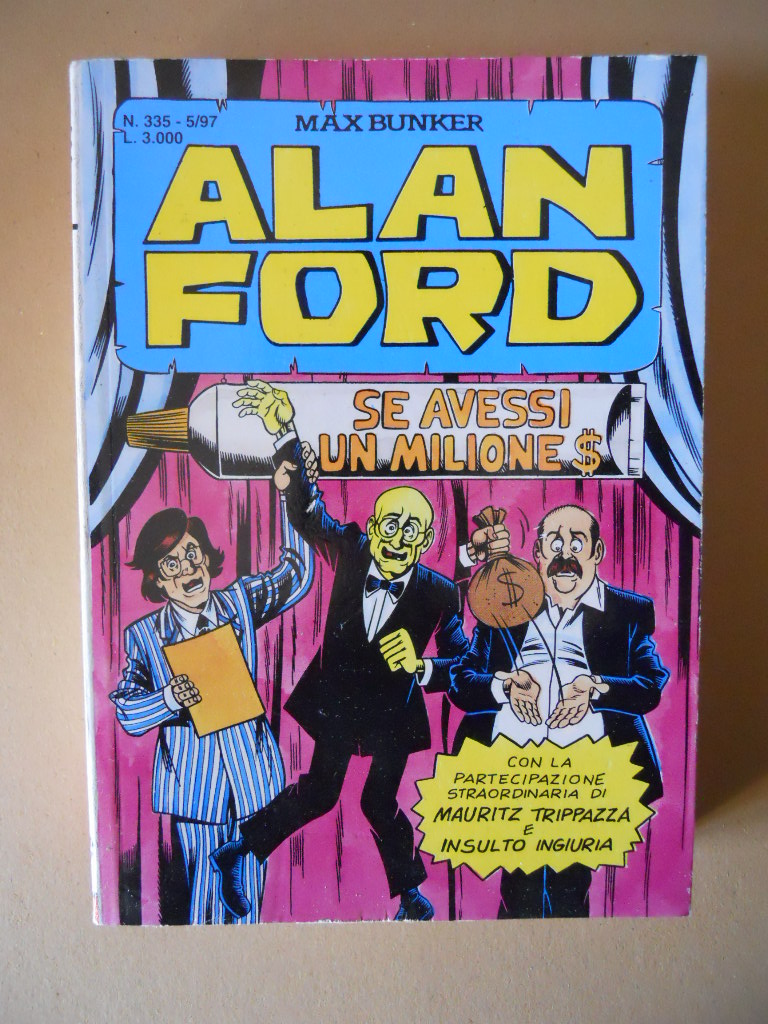 N. 335 - 5/97
L. 3.000
MAX BUNKER
ALAN
FORD
SE AVESSI
UN MILIONE $
$
CON LA
PARTECIPAZIONE
STRAORDINARIA DI
MAURITZ TRIPPAZZA
E
INSULTO INGIURIA